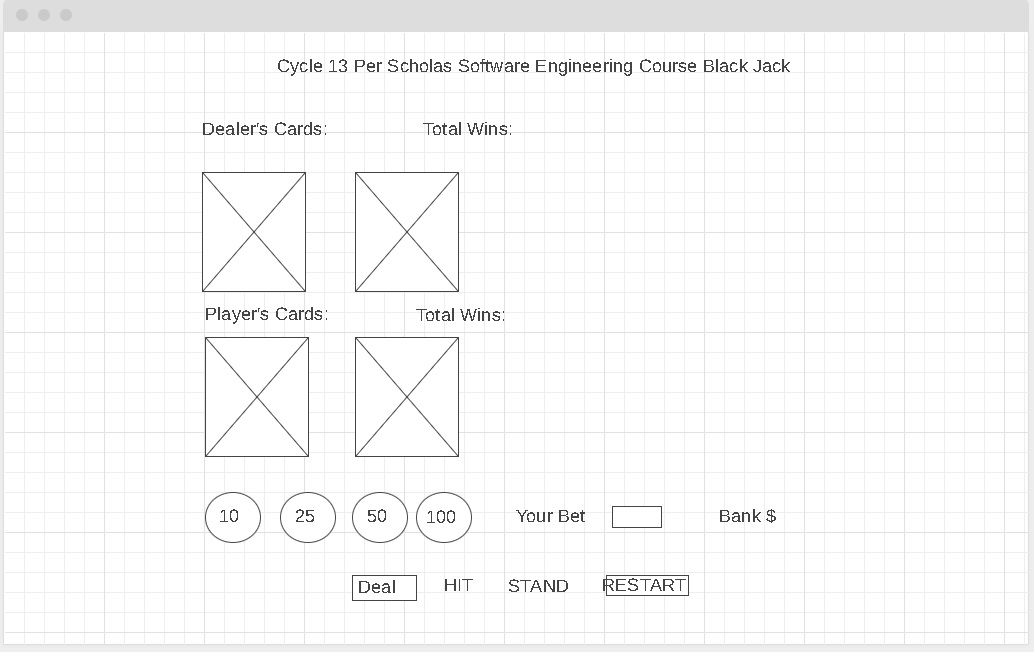 Cycle 13 Per Scholas Software Engineering Course Black Jack
Dealer's Cards: Total Wins:
Player's Cards: Total Wins:
10 25 50 100 Your Bet Bank $
Deal HIT STAND RESTART